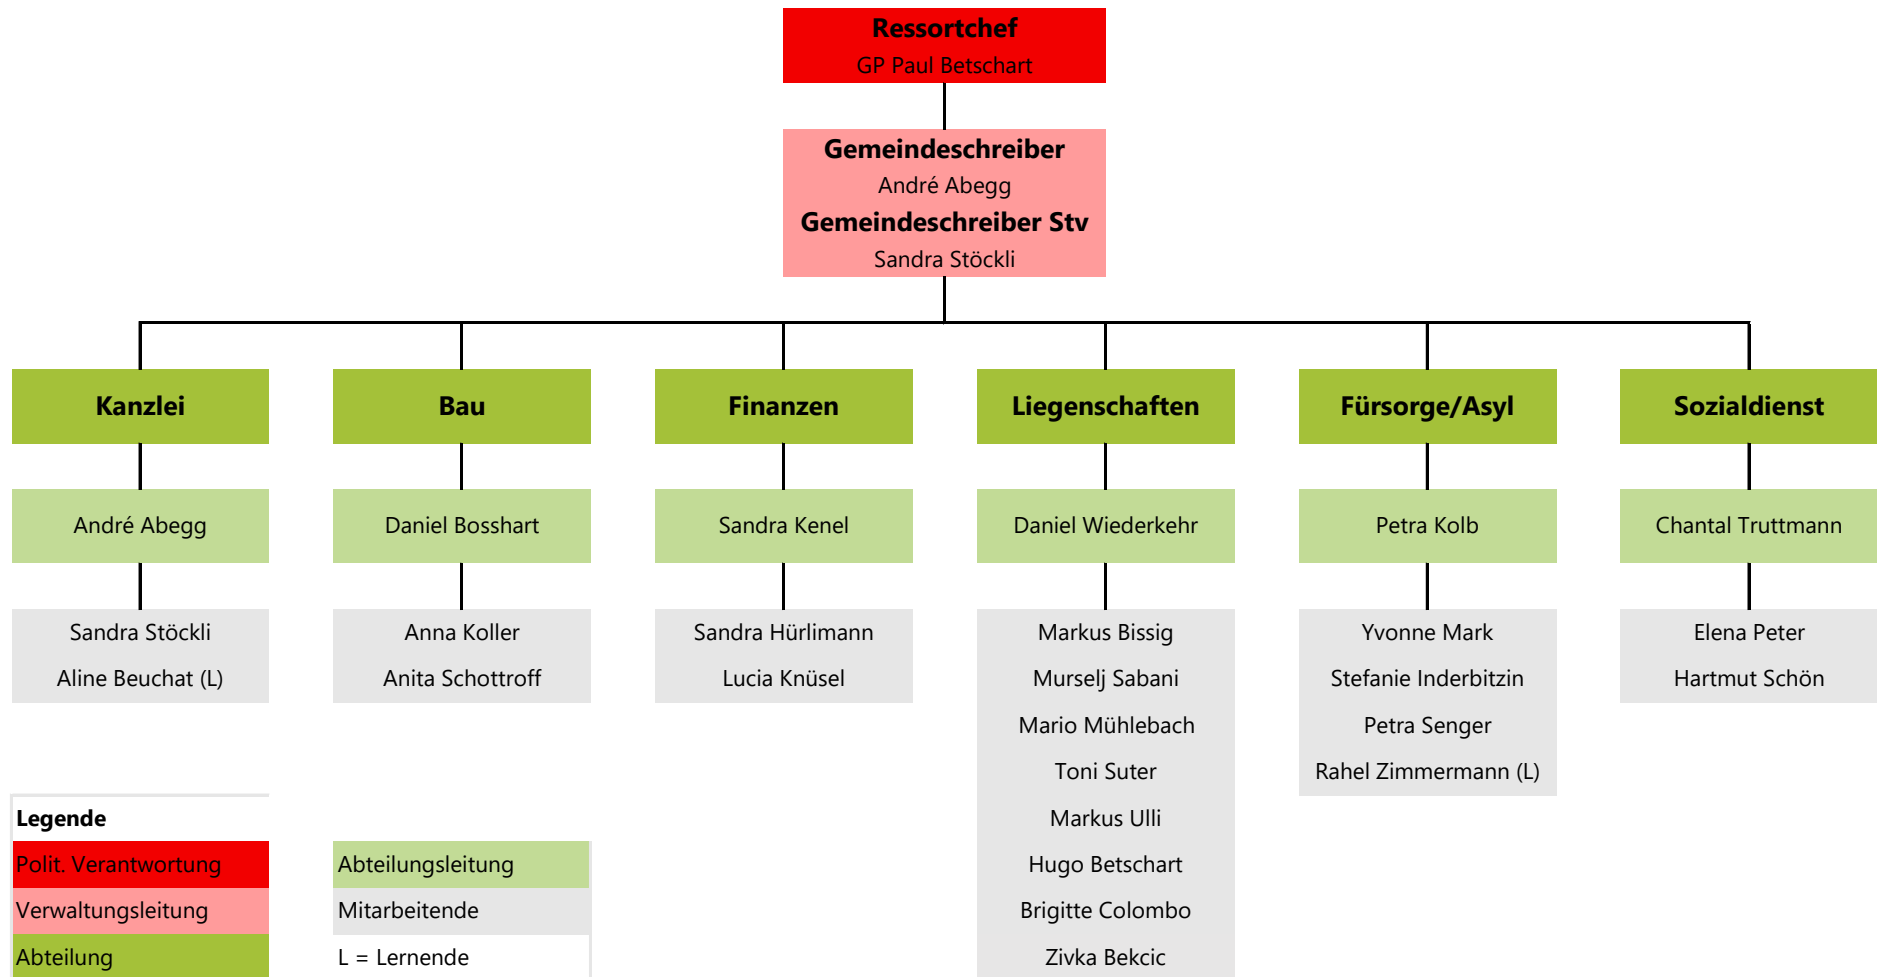 Ressortchef
GP Paul Betschart
Gemeindeschreiber
André Abegg
Gemeindeschreiber Stv
Sandra Stöckli
Kanzlei
Bau
Finanzen
Liegenschaften
Fürsorge/Asyl
Sozialdienst
André Abegg
Daniel Bosshart
Sandra Kenel
Daniel Wiederkehr
Petra Kolb
Chantal Truttmann
Sandra Stöckli
Aline Beuchat (L)
Anna Koller
Anita Schottroff
Sandra Hürlimann
Lucia Knüsel
Markus Bissig
Murselj Sabani
Mario Mühlebach
Toni Suter
Markus Ulli
Hugo Betschart
Brigitte Colombo
Zivka Bekcic
Yvonne Mark
Stefanie Inderbitzin
Petra Senger
Rahel Zimmermann (L)
Elena Peter
Hartmut Schön
Legende
Polit. Verantwortung
Verwaltungsleitung
Abteilung
Abteilungsleitung
Mitarbeitende
L = Lernende